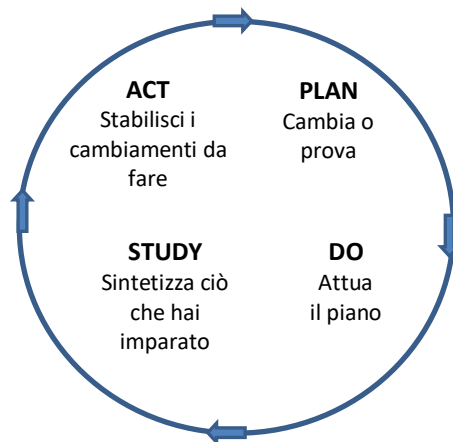 ACT
Stabilisci i
cambiamenti da
fare
PLAN
Cambia o
prova
STUDY
Sintetizza ciò
che hai
imparato
DO
Attua
il piano